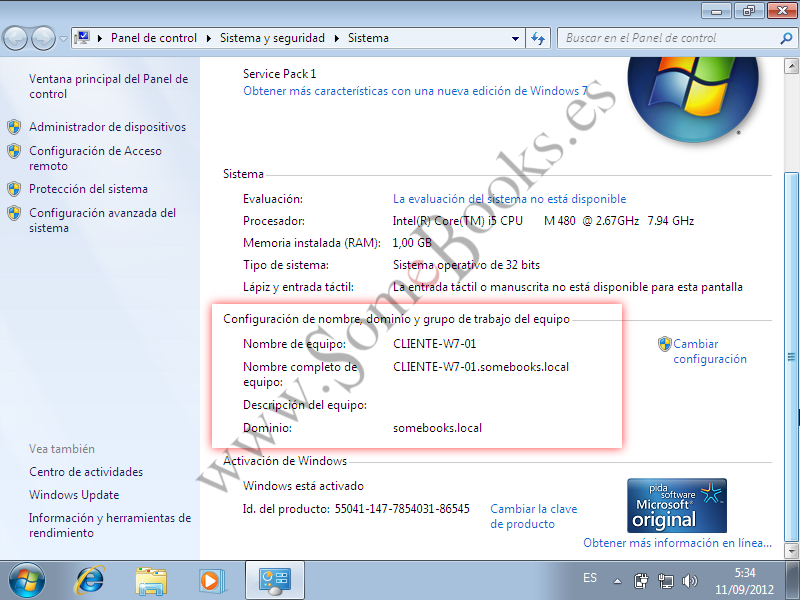 Panel de control ▸ Sistema y seguridad ▸ Sistema
Buscar en el Panel de control
Ventana principal del Panel de
control
Administrador de dispositivos
Configuración de Acceso
remoto
Protección del sistema
Configuración avanzada del
sistema
Vea también
Centro de actividades
Windows Update
Información y herramientas de
rendimiento
Service Pack 1
Obtener más características con una nueva edición de Windows 7
Sistema
Evaluación: La evaluación del sistema no está disponible
Procesador: Intel(R) Core(TM) i5 CPU M 480 @ 2.67GHz 7.94 GHz
Memoria instalada (RAM): 1,00 GB
Tipo de sistema: Sistema operativo de 32 bits
Lápiz y entrada táctil: La entrada táctil o manuscrita no está disponible para esta pantalla
Configuración de nombre, dominio y grupo de trabajo del equipo
Nombre de equipo: CLIENTE-W7-01
Cambiar
configuración
Nombre completo de
equipo:
CLIENTE-W7-01.somebooks.local
Descripción del equipo:
Dominio: somebooks.local
Activación de Windows
Windows está activado
Id. del producto: 55041-147-7854031-86545
Cambiar la clave
de producto
pida
software
Microsoft
original
Obtener más información en línea...
www.SomeBooks.es
ES
5:34
11/09/2012